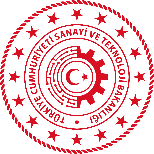 TÜRKİYE CUMHURİYETİ SANAYİ VE TEKNOLOJİ BAKANLIĞI